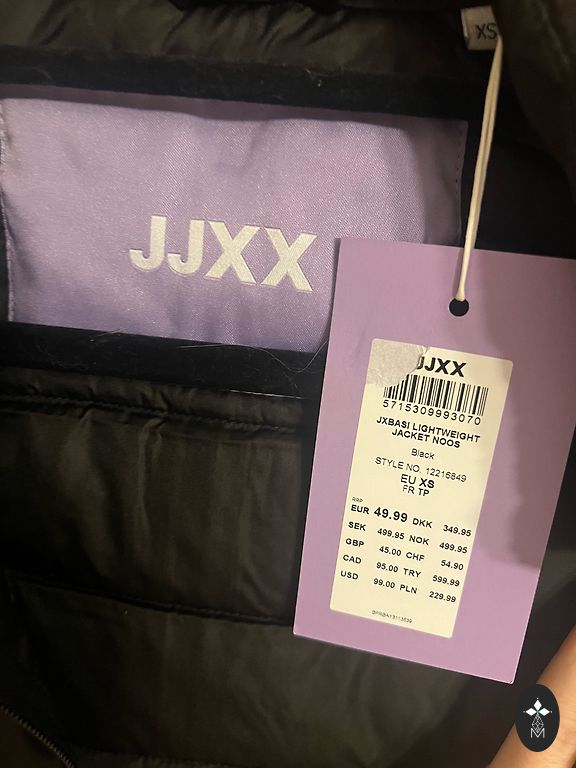 XS
JJXX
JJXX
5715309993070
JXBASI LIGHTWEIGHT
JACKET NOOS
Black
STYLE NO. 12216849
EU XS
FR TP
RRP
EUR 49.99 DKK 349.95
SEK 499.95 NOK 499.95
GBP 45.00 CHF 54.90
CAD 95.00 TRY 599.99
USD 99.00 PLN 229.99
M